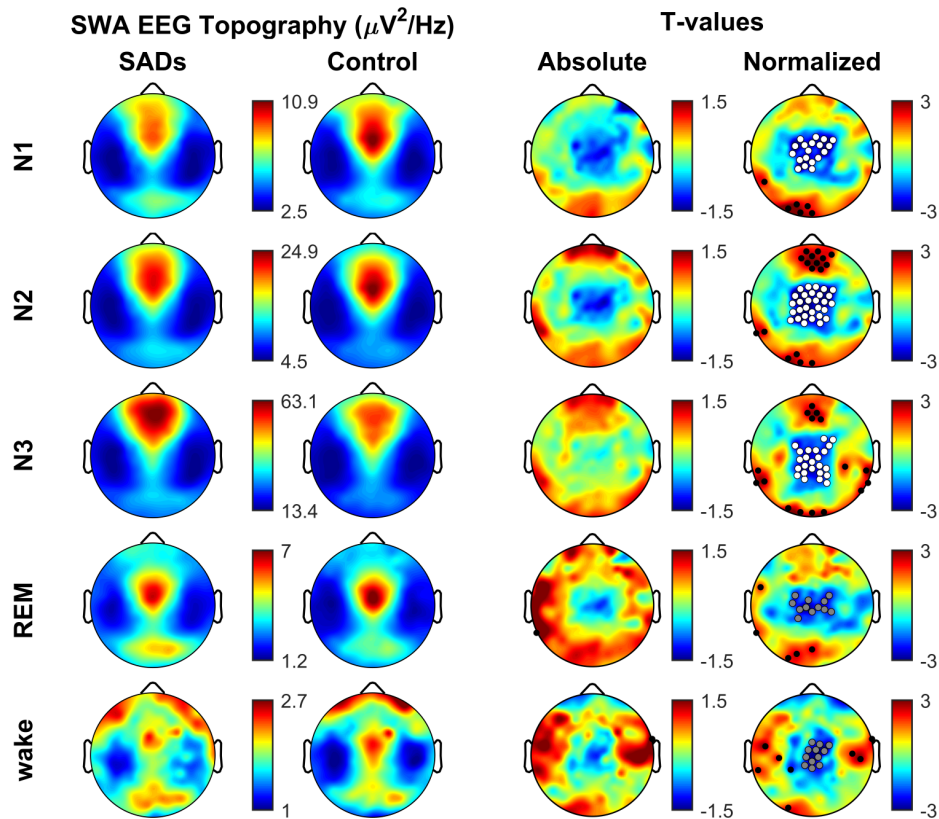 SWA EEG Topography (μV²/Hz) T-values
SADs Control Absolute Normalized
N1
10.9 1.5 3
2.5 -1.5 -3
N2
24.9 1.5 3
4.5 -1.5 -3
N3
63.1 1.5 3
13.4 -1.5 -3
REM
7 1.5 3
1.2 -1.5 -3
wake
2.7 1.5 3
1 -1.5 -3